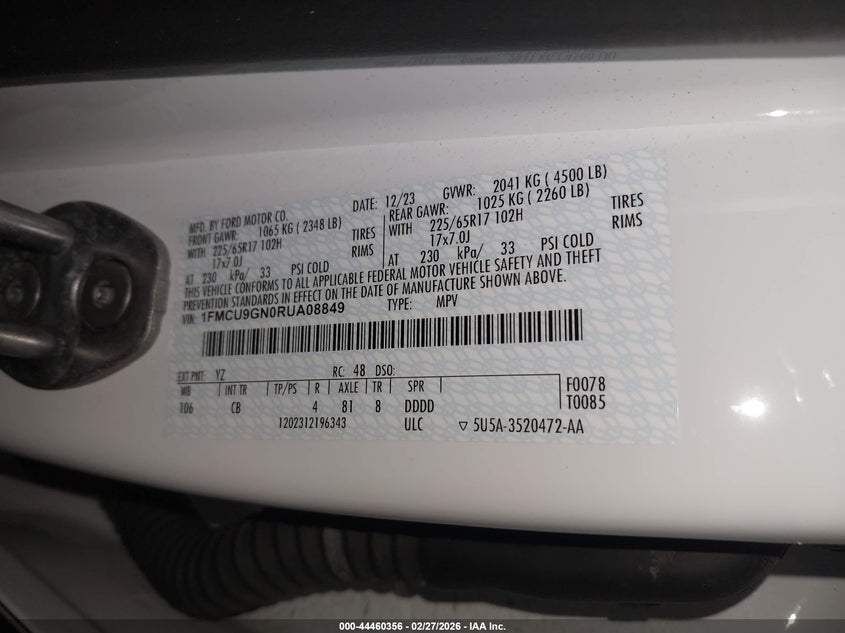 MFD. BY FORD MOTOR CO.
DATE: 12/23
GVWR: 2041 KG ( 4500 LB)
FRONT GAWR: 1065 KG ( 2348 LB)
WITH 225/65R17 102H TIRES
17x7.0J RIMS
AT 230 kPa/ 33 PSI COLD
REAR GAWR: 1025 KG ( 2260 LB)
WITH 225/65R17 102H TIRES
17x7.0J RIMS
AT 230 kPa/ 33 PSI COLD
THIS VEHICLE CONFORMS TO ALL APPLICABLE FEDERAL MOTOR VEHICLE SAFETY AND THEFT
PREVENTION STANDARDS IN EFFECT ON THE DATE OF MANUFACTURE SHOWN ABOVE.
VIN: 1FMCU9GN0RUA08849 TYPE: MPV
EXT PNT: YZ RC: 48 DSO:
WB INT TR TP/PS R AXLE TR SPR F0078
106 CB 4 81 8 DDDD T0085
1202312196343 ULC ▽ 5U5A-3520472-AA
000-44460356 - 02/27/2026 - IAA Inc.